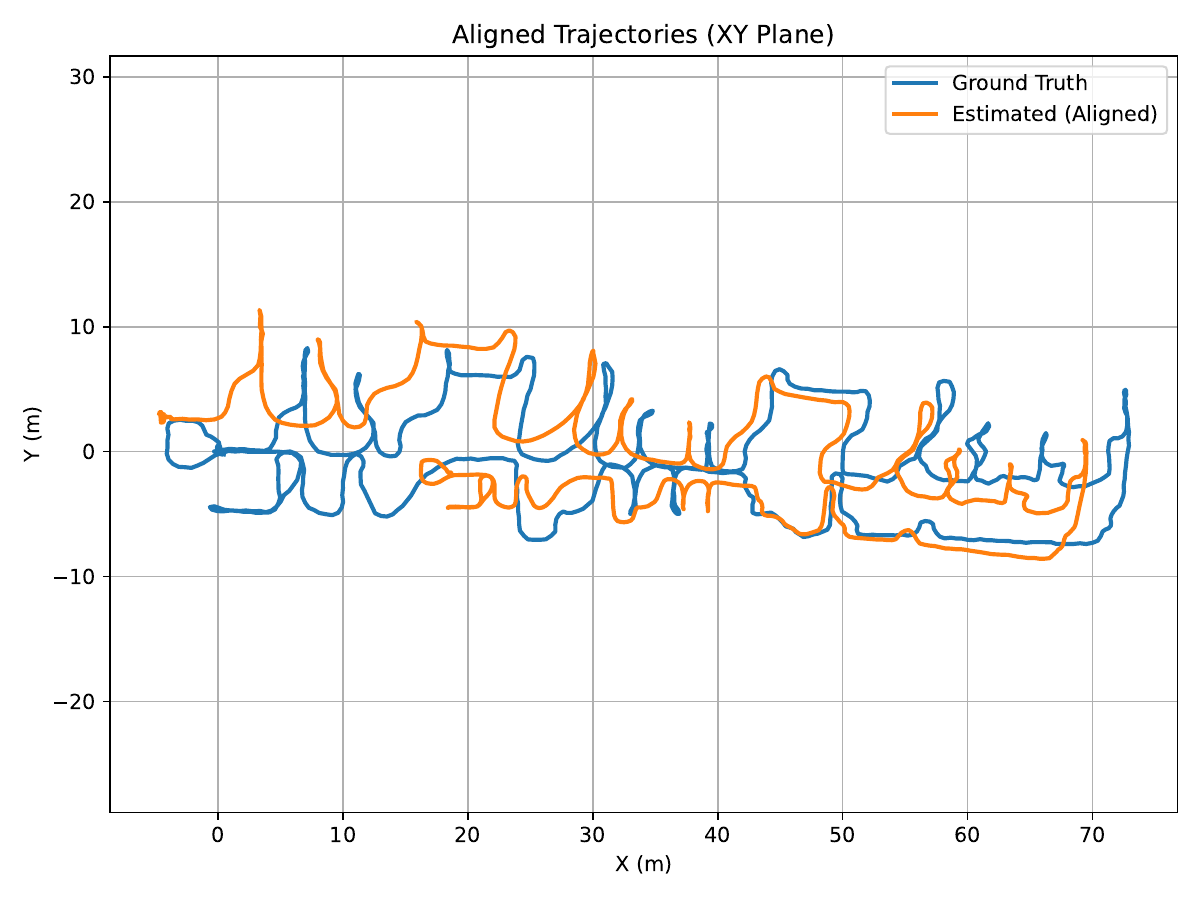 Aligned Trajectories (XY Plane)
Ground Truth
Estimated (Aligned)
Y (m)
30
20
10
0
−10
−20
0 10 20 30 40 50 60 70
X (m)